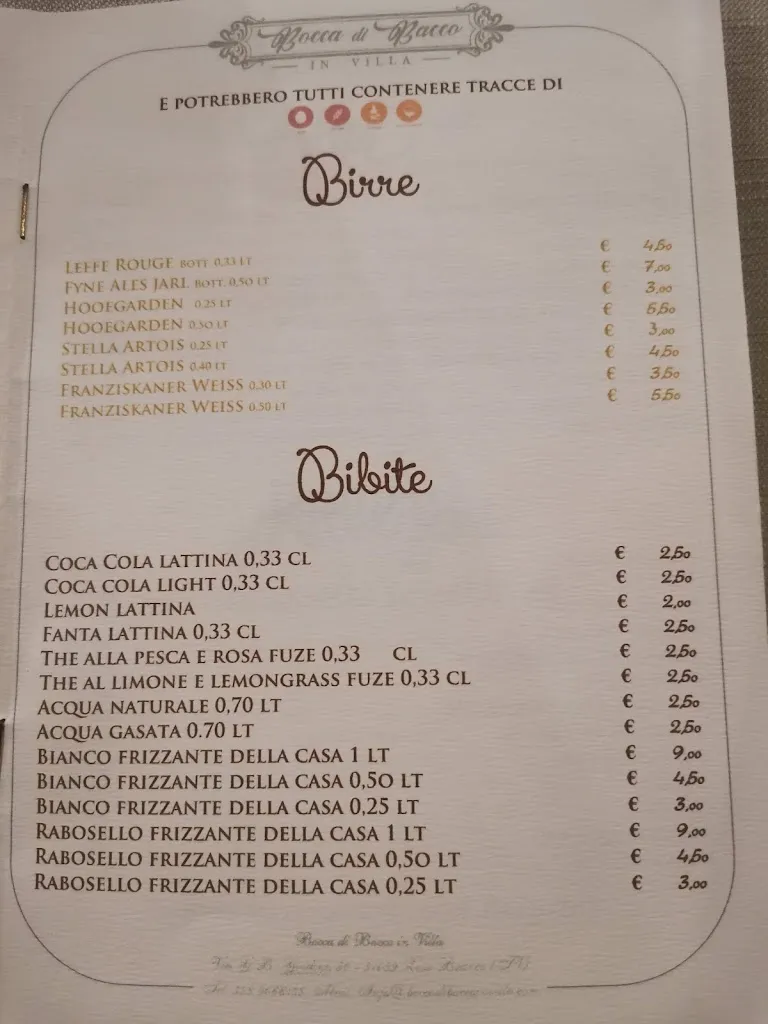 Bocca di Bacco
IN VILLA
E POTREBBERO TUTTI CONTENERE TRACCE DI
Birre
LEFFE ROUGE BOTT 0,33 LT € 4,50
FYNE ALES JARL BOTT. 0,50 LT € 7,00
HOOEGARDEN 0,25 LT € 3,00
HOOEGARDEN 0.50 LT € 5,50
STELLA ARTOIS 0,25 LT € 3,00
STELLA ARTOIS 0,40 LT € 4,50
FRANZISKANER WEISS 0,30 LT € 3,50
FRANZISKANER WEISS 0,50 LT € 5,50
Bibite
COCA COLA LATTINA 0,33 CL € 2,50
COCA COLA LIGHT 0,33 CL € 2,50
LEMON LATTINA € 2,00
FANTA LATTINA 0,33 CL € 2,50
THE ALLA PESCA E ROSA FUZE 0,33 CL € 2,50
THE AL LIMONE E LEMONGRASS FUZE 0,33 CL € 2,50
ACQUA NATURALE 0,70 LT € 2,50
ACQUA GASATA 0.70 LT € 2,50
BIANCO FRIZZANTE DELLA CASA 1 LT € 9,00
BIANCO FRIZZANTE DELLA CASA 0,50 LT € 4,50
BIANCO FRIZZANTE DELLA CASA 0,25 LT € 3,00
RABOSELLO FRIZZANTE DELLA CASA 1 LT € 9,00
RABOSELLO FRIZZANTE DELLA CASA 0,50 LT € 4,50
RABOSELLO FRIZZANTE DELLA CASA 0,25 LT € 3,00
Bocca di Bacco in Villa